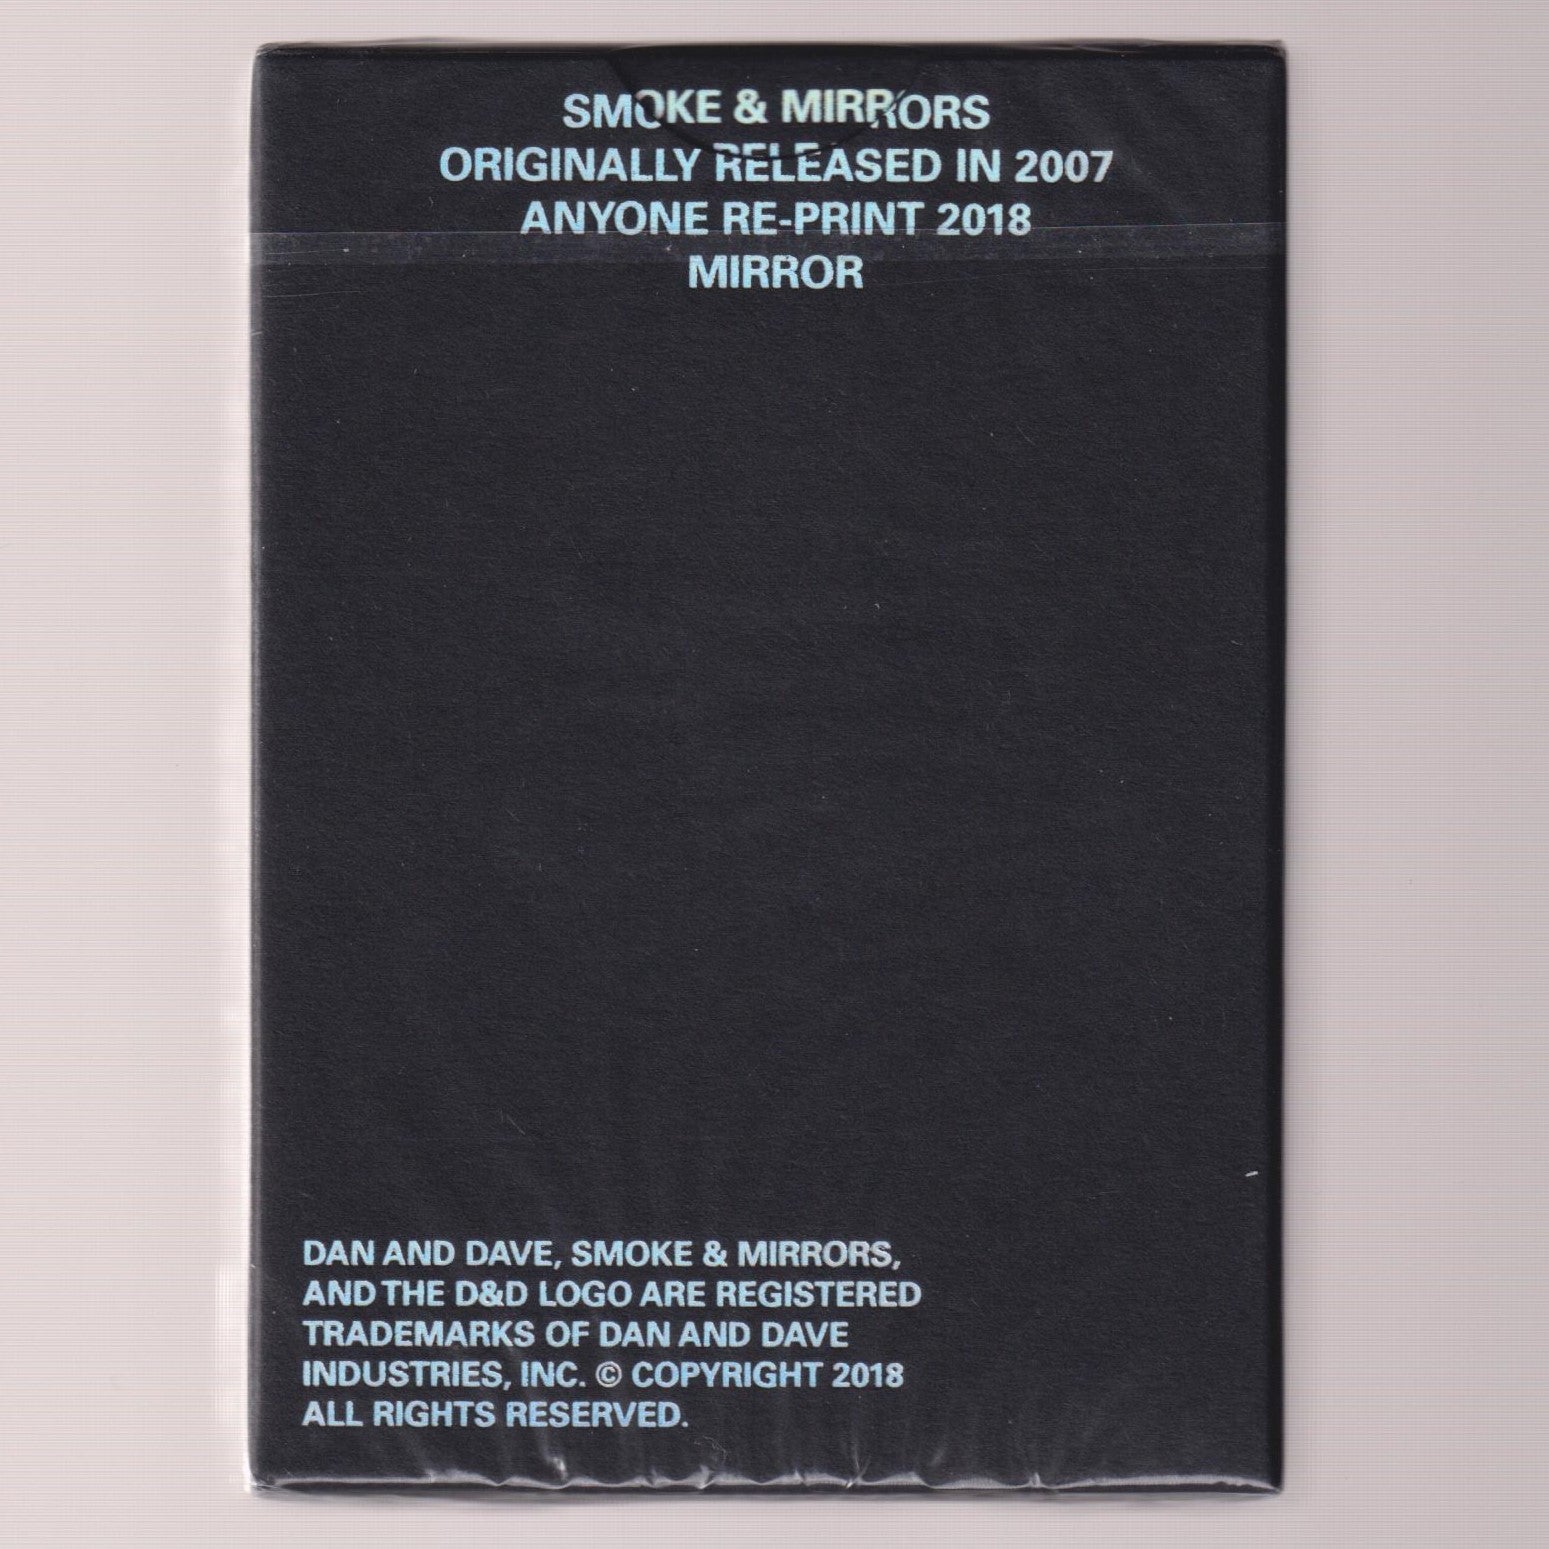 SMOKE & MIRRORS
ORIGINALLY RELEASED IN 2007
ANYONE RE-PRINT 2018
MIRROR
DAN AND DAVE, SMOKE & MIRRORS,
AND THE D&D LOGO ARE REGISTERED
TRADEMARKS OF DAN AND DAVE
INDUSTRIES, INC. © COPYRIGHT 2018
ALL RIGHTS RESERVED.